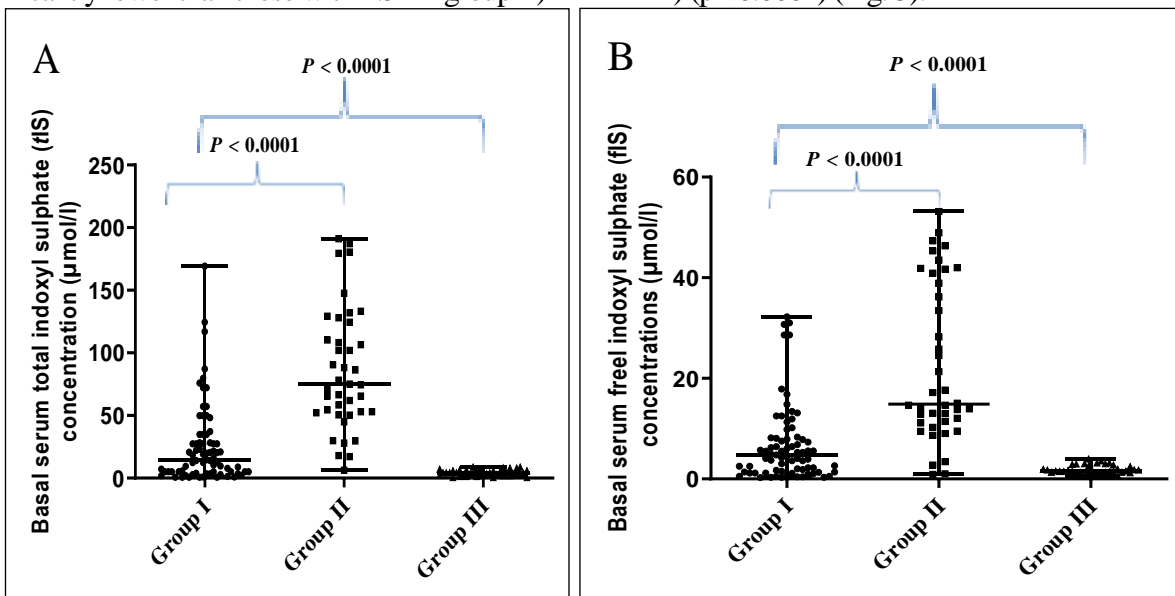 A
P < 0.0001
P < 0.0001
Basal serum total indoxyl sulphate (tIS)
concentration (µmol/l)
250
200
150
100
50
0
Group I
Group II
Group III
B
P < 0.0001
P < 0.0001
Basal serum freel indoxyl sulphate (fIS)
concentrations (µmol/l)
60
40
20
0
Group I
Group II
Group III